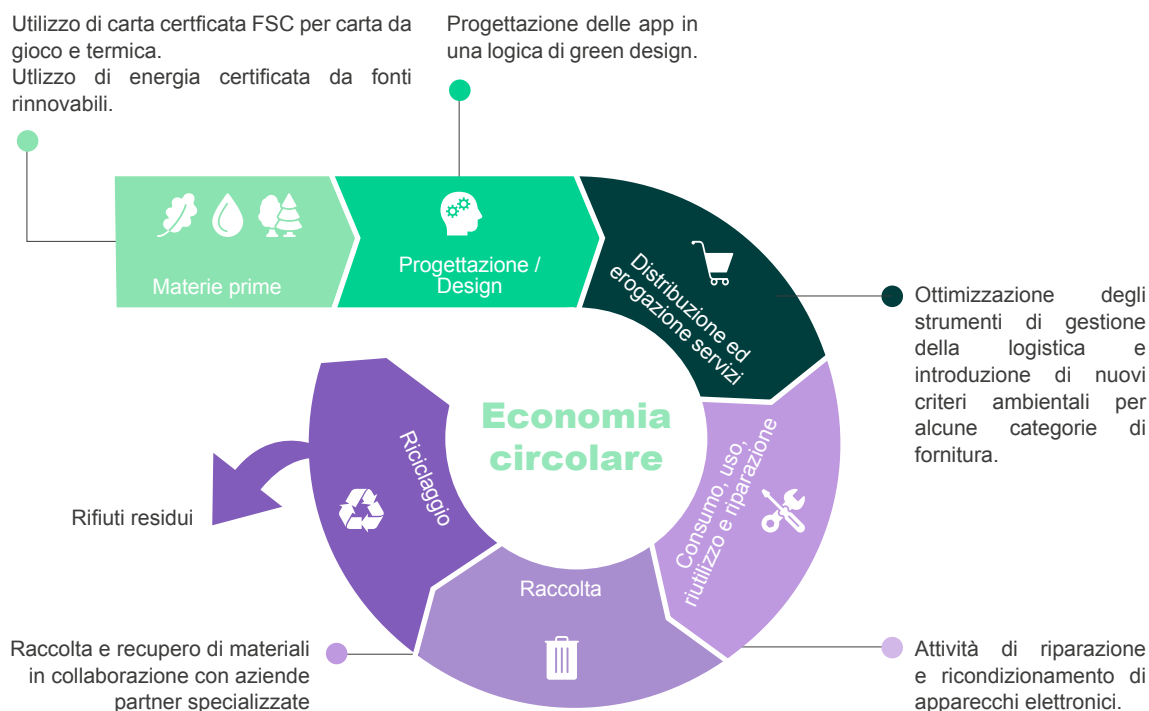 Utilizzo di carta certficata FSC per carta da
gioco e termica.
Utlizzo di energia certificata da fonti
rinnovabili.
Progettazione delle app in
una logica di green design.
Materie prime
Progettazione /
Design
Distribuzione ed
erogazione servizi
Ottimizzazione degli
strumenti di gestione
della logistica e
introduzione di nuovi
criteri ambientali per
alcune categorie di
fornitura.
Economia
circolare
Consumo, uso,
riutilizzo e riparazione
Riciclaggio
Rifiuti residui
Raccolta
Raccolta e recupero di materiali
in collaborazione con aziende
partner specializzate
Attività di riparazione
e ricondizionamento di
apparecchi elettronici.